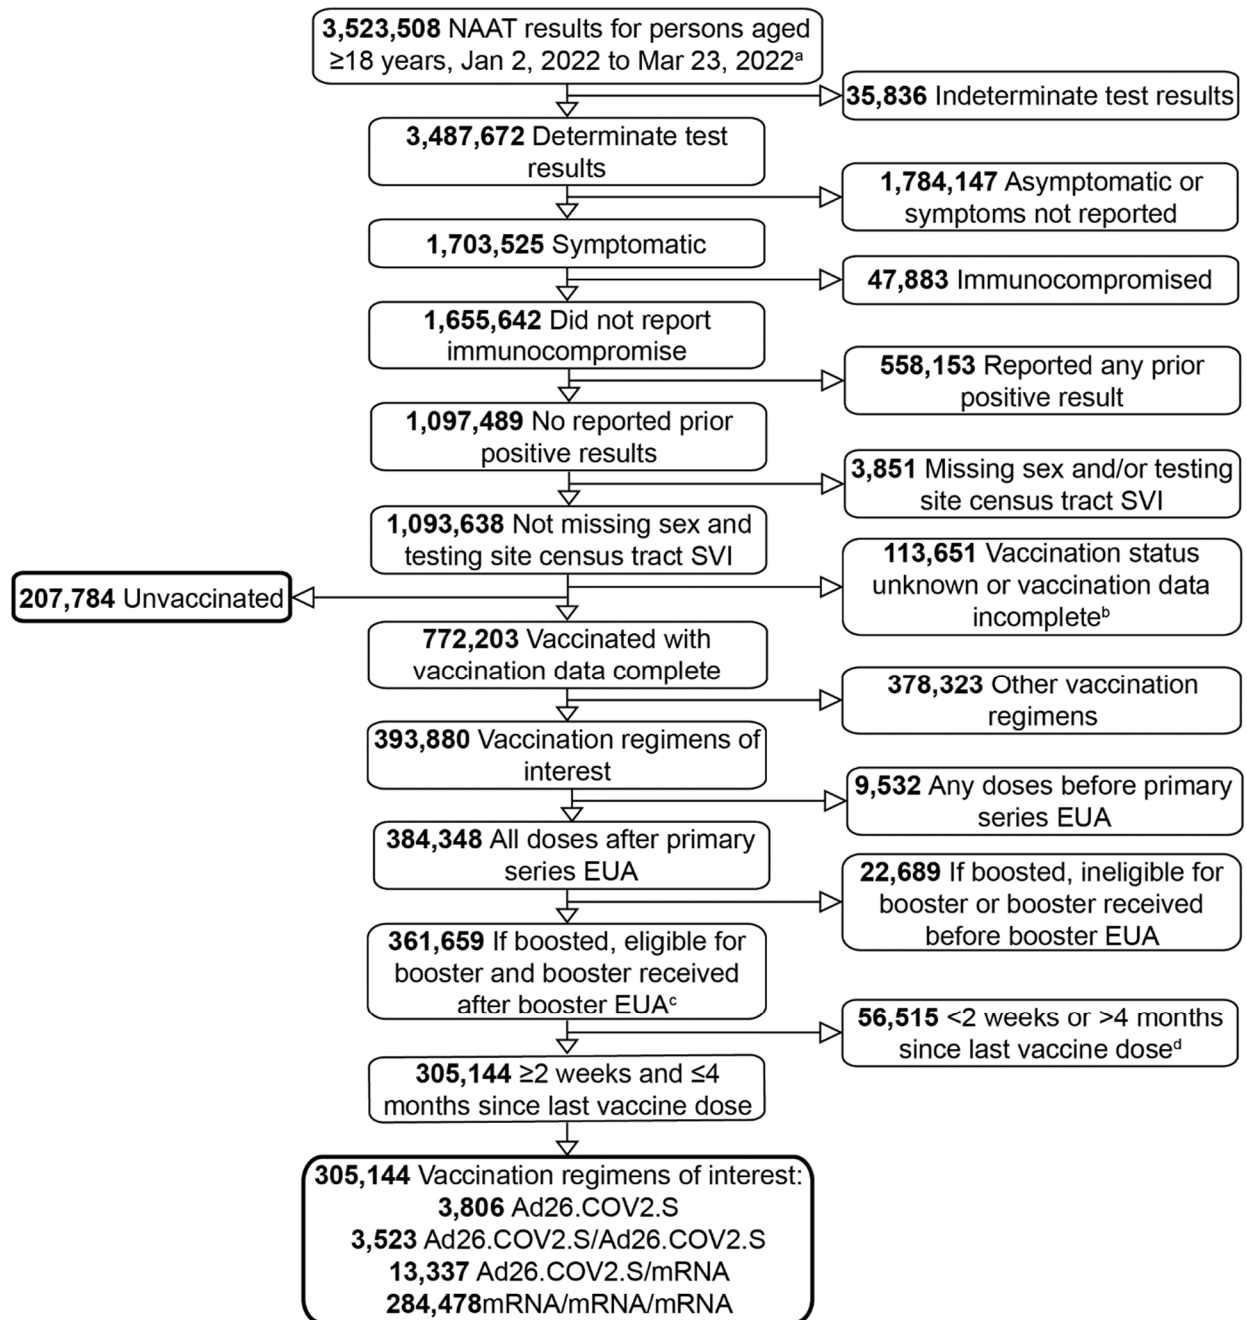 3,523,508 NAAT results for persons aged
≥18 years, Jan 2, 2022 to Mar 23, 2022ᵃ
35,836 Indeterminate test results
3,487,672 Determinate test
results
1,784,147 Asymptomatic or
symptoms not reported
1,703,525 Symptomatic
47,883 Immunocompromised
1,655,642 Did not report
immunocompromise
558,153 Reported any prior
positive result
1,097,489 No reported prior
positive results
3,851 Missing sex and/or testing
site census tract SVI
1,093,638 Not missing sex and
testing site census tract SVI
113,651 Vaccination status
unknown or vaccination data
incompleteᵇ
207,784 Unvaccinated
772,203 Vaccinated with
vaccination data complete
378,323 Other vaccination
regimens
393,880 Vaccination regimens of
interest
9,532 Any doses before primary
series EUA
384,348 All doses after primary
series EUA
22,689 If boosted, ineligible for
booster or booster received
before booster EUA
361,659 If boosted, eligible for
booster and booster received
after booster EUAᶜ
56,515 <2 weeks or >4 months
since last vaccine doseᵈ
305,144 ≥2 weeks and ≤4
months since last vaccine dose
305,144 Vaccination regimens of interest:
3,806 Ad26.COV2.S
3,523 Ad26.COV2.S/Ad26.COV2.S
13,337 Ad26.COV2.S/mRNA
284,478mRNA/mRNA/mRNA